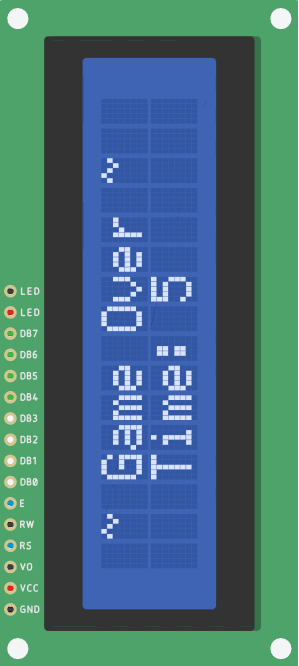 ~ Game Over ~
Time: 5
LED
LED
DB7
DB6
DB5
DB4
DB3
DB2
DB1
DB0
E
RW
RS
VO
VCC
GND